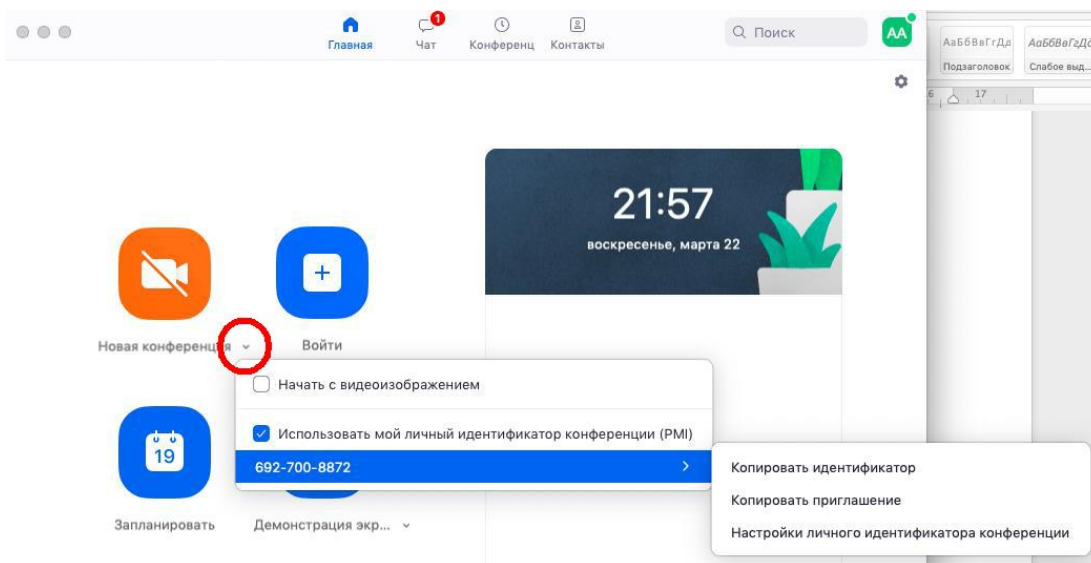 1
Главная
Чат
Конференц
Контакты
Поиск
AA
АаБбВвГгДд
АаБбВвГгДд
Подзаголовок
Слабое выд...
17
21:57
воскресенье, марта 22
Новая конференция
Войти
Начать с видеоизображением
Использовать мой личный идентификатор конференции (PMI)
19
692-700-8872
Копировать идентификатор
Копировать приглашение
Запланировать
Демонстрация экр...
Настройки личного идентификатора конференции